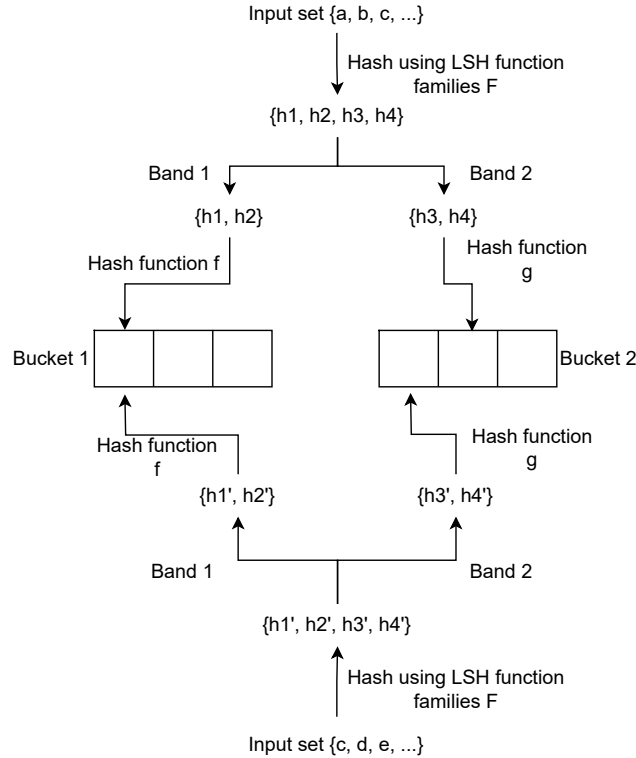 Input set {a, b, c, ...}
Hash using LSH function
families F
{h1, h2, h3, h4}
Band 1
Band 2
{h1, h2}
{h3, h4}
Hash function f
Hash function
g
Bucket 1
Bucket 2
Hash function
f
Hash function
g
{h1', h2'}
{h3', h4'}
Band 1
Band 2
{h1', h2', h3', h4'}
Hash using LSH function
families F
Input set {c, d, e, ...}